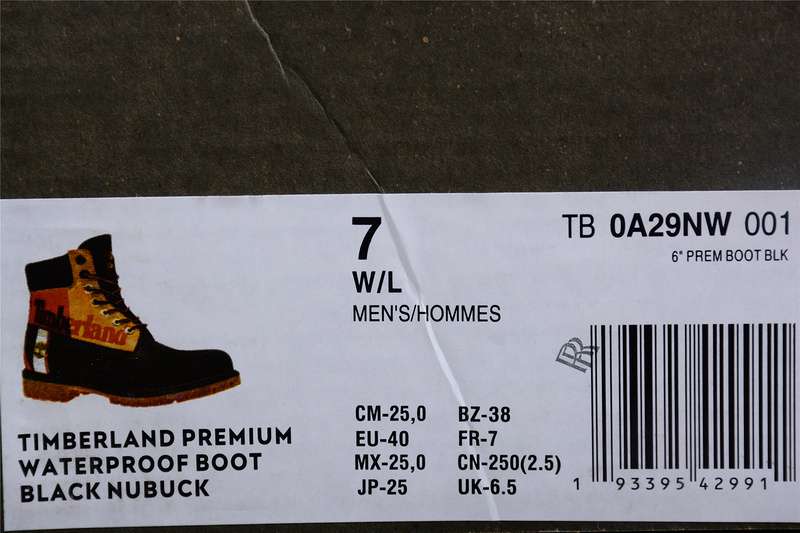 7
W/L
MEN'S/HOMMES
TB 0A29NW 001
6" PREM BOOT BLK
Timberland
RR
CM-25,0 BZ-38
EU-40 FR-7
MX-25,0 CN-250(2.5)
JP-25 UK-6.5
TIMBERLAND PREMIUM
WATERPROOF BOOT
BLACK NUBUCK
1 93395 42991